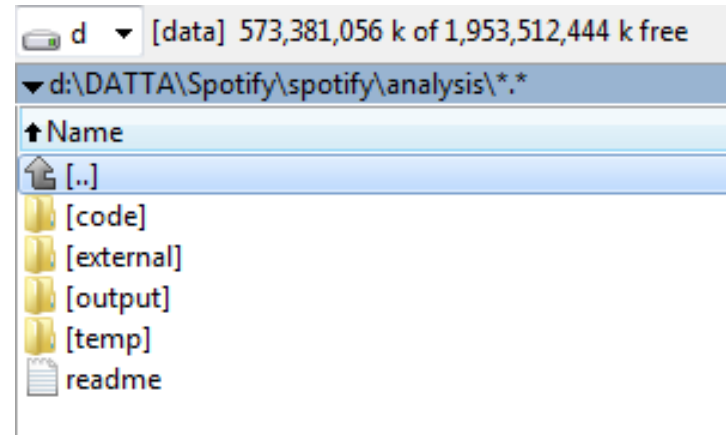 d [data] 573,381,056 k of 1,953,512,444 k free
d:\DATTA\Spotify\spotify\analysis\*.*
Name
[..]
[code]
[external]
[output]
[temp]
readme